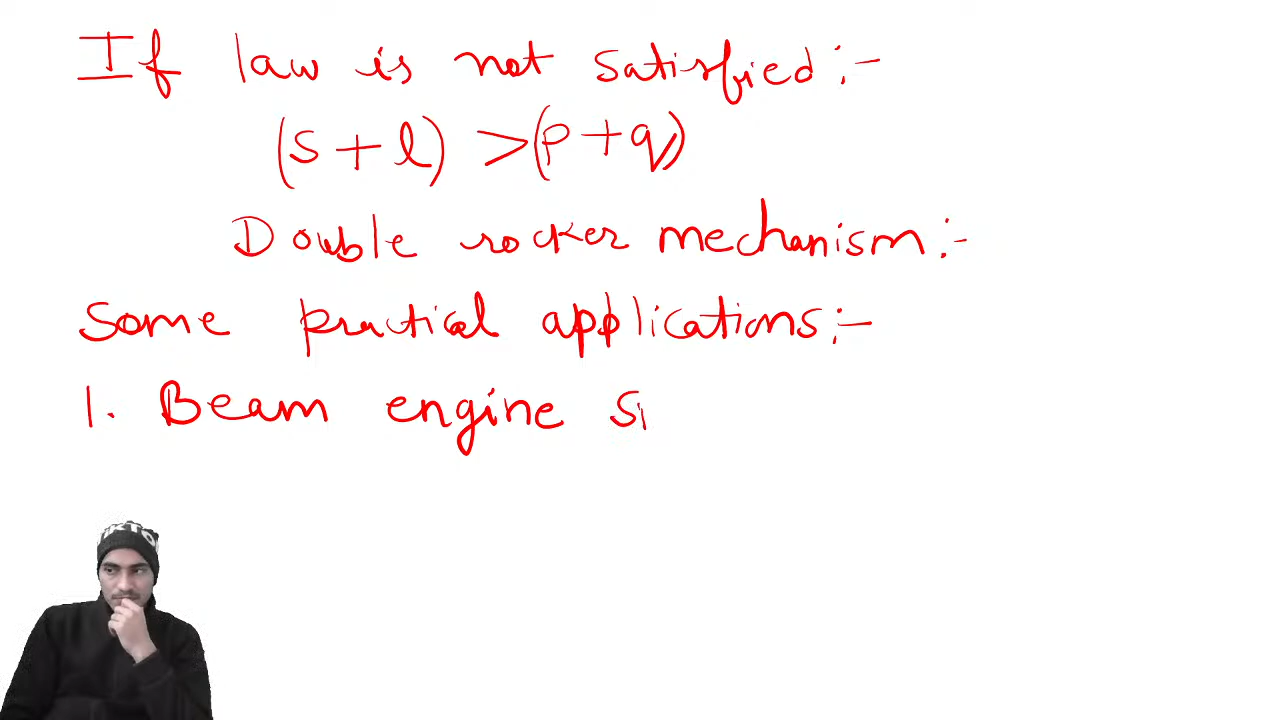 If law is not satisfied :-
(s + l) > (p + q)
Double rocker mechanism :-
Some practical applications :-
1. Beam engine